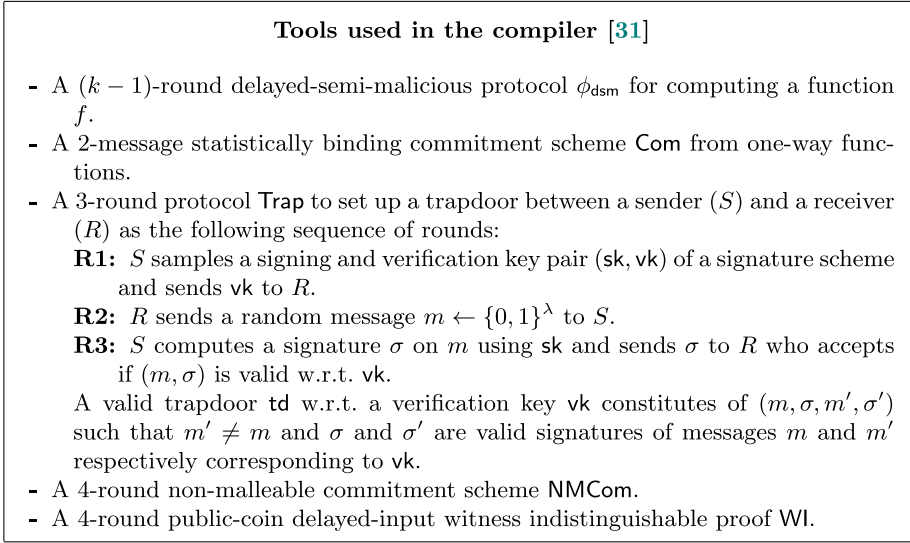 Tools used in the compiler [31]
- A (k − 1)-round delayed-semi-malicious protocol ϕ_dsm for computing a function
f.
- A 2-message statistically binding commitment scheme Com from one-way func-
tions.
- A 3-round protocol Trap to set up a trapdoor between a sender (S) and a receiver
(R) as the following sequence of rounds:
R1: S samples a signing and verification key pair (sk, vk) of a signature scheme
and sends vk to R.
R2: R sends a random message m ← {0, 1}^λ to S.
R3: S computes a signature σ on m using sk and sends σ to R who accepts
if (m, σ) is valid w.r.t. vk.
A valid trapdoor td w.r.t. a verification key vk constitutes of (m, σ, m′, σ′)
such that m′ ≠ m and σ and σ′ are valid signatures of messages m and m′
respectively corresponding to vk.
- A 4-round non-malleable commitment scheme NMCom.
- A 4-round public-coin delayed-input witness indistinguishable proof WI.